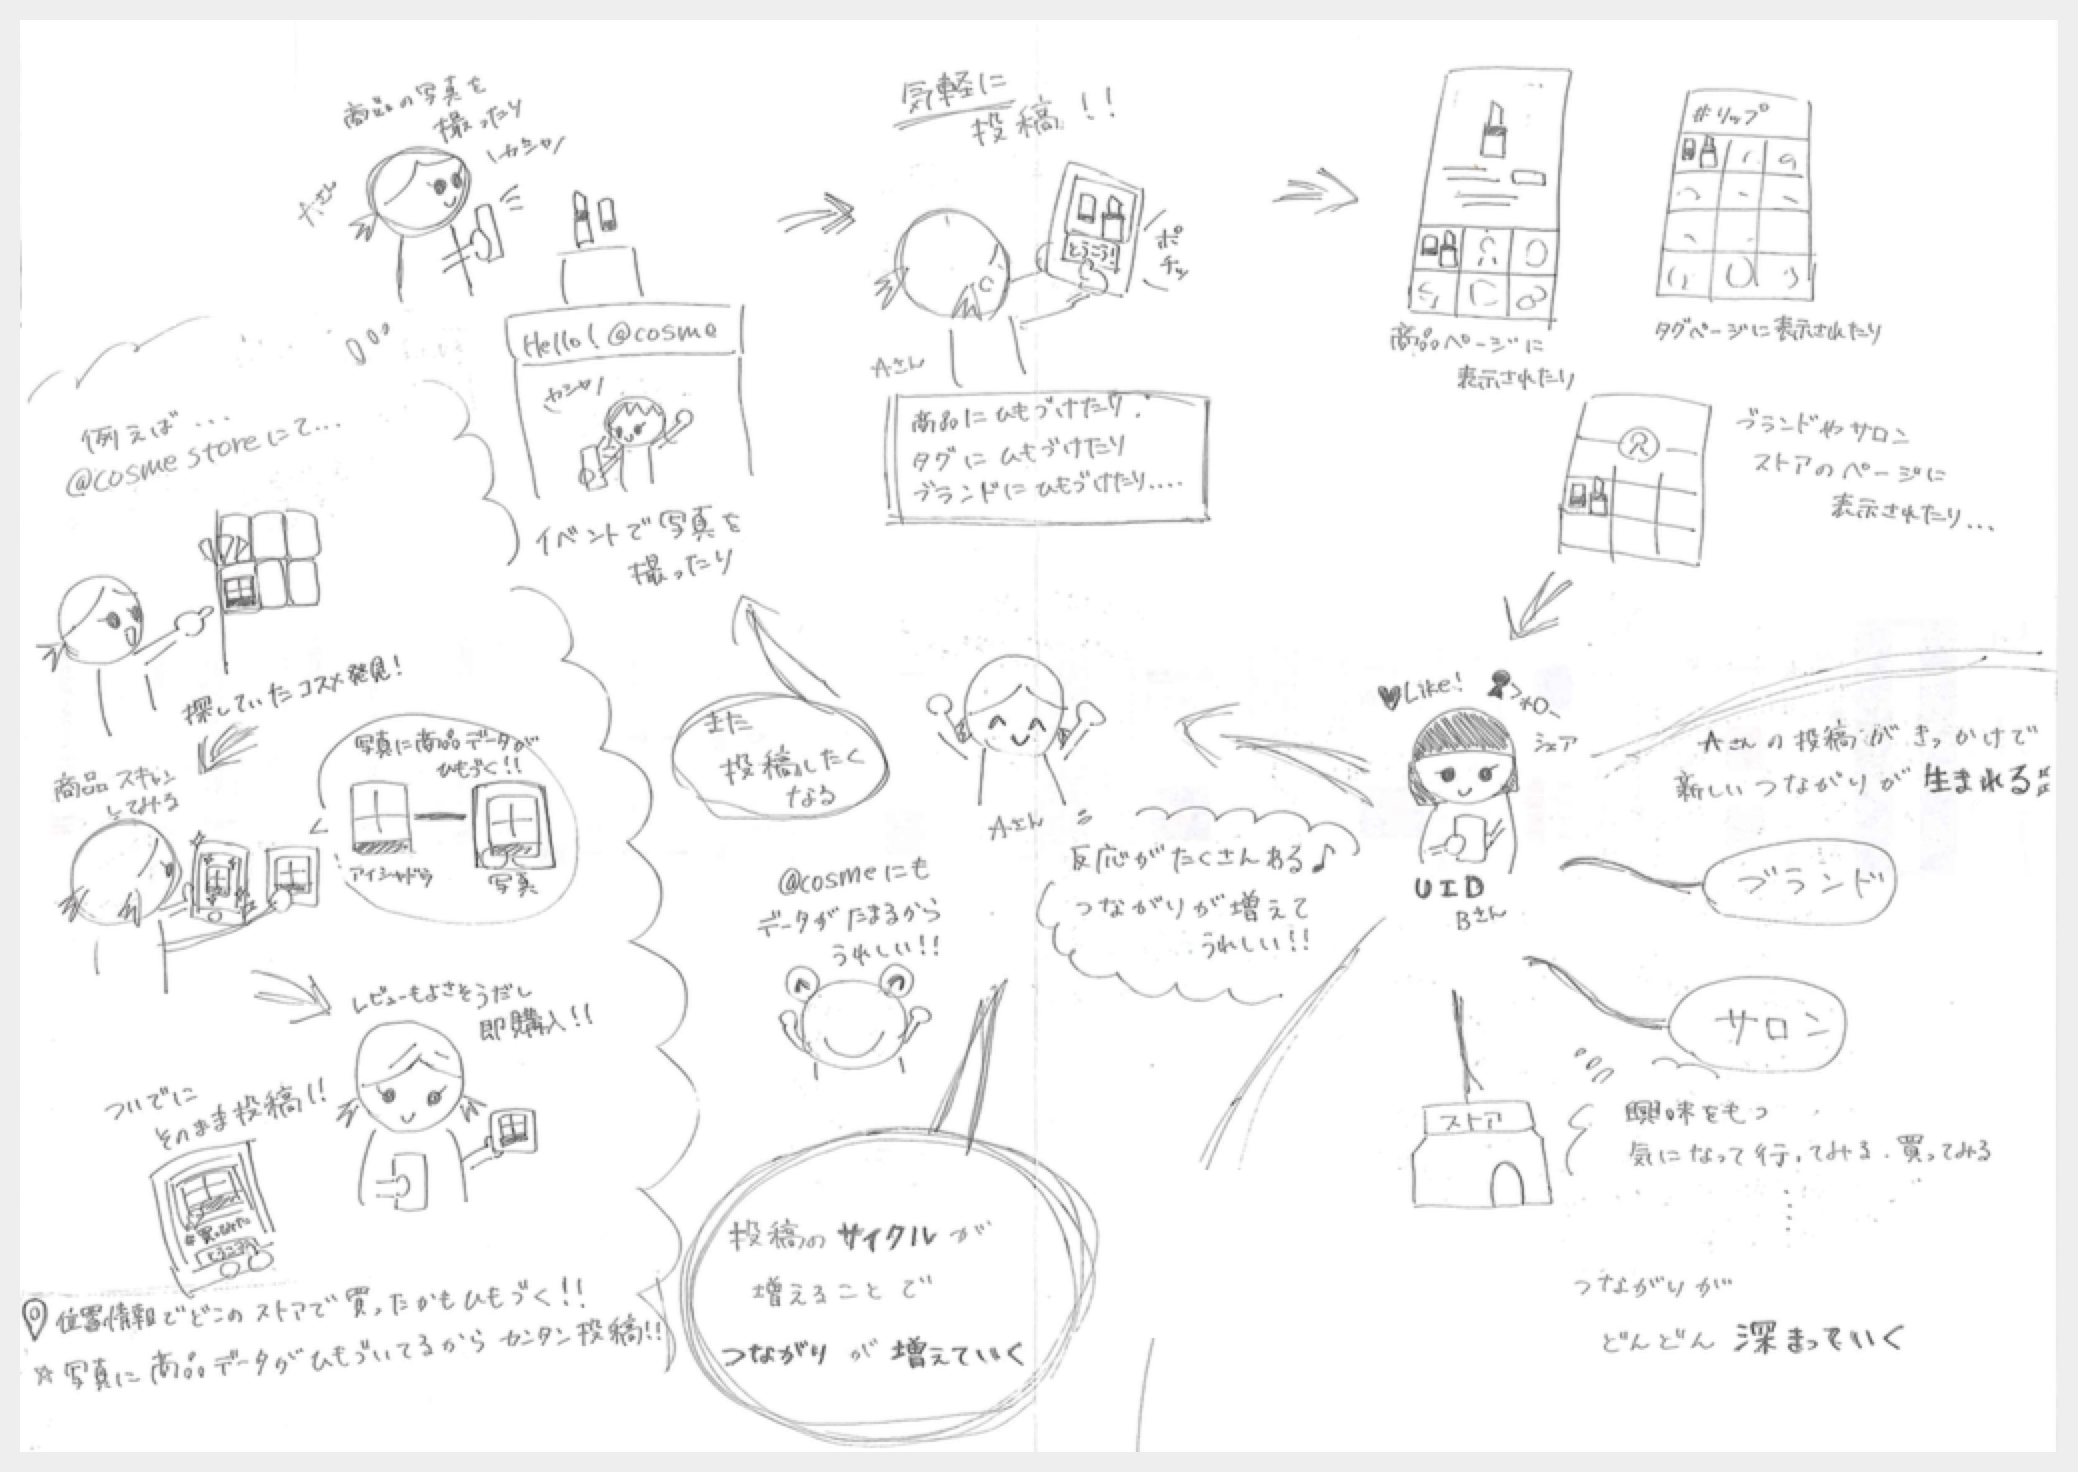 商品の写真を
撮ったり
カシャ/
Aさん
Hello! @cosme
カシャ/
イベントで写真を
撮ったり
気軽に
投稿!!
とうこう!
ポチッ
Aさん
商品にひもづけたり、
タグにひもづけたり
ブランドにひもづけたり....
商品ページに
表示されたり
#リップ
タグページに表示されたり
ブランドやサロン
ストアのページに
表示されたり...
Like!
フォロー
シェア
UID
Bさん
Aさんの投稿がきっかけで
新しいつながりが生まれる
ブランド
サロン
ストア
興味をもつ
気になって行ってみる.買ってみる
つながりが
どんどん深まっていく
Aさん
反応がたくさんある♪
つながりが増えて
うれしい!!
また
投稿したく
なる
@cosmeにも
データがたまるから
うれしい!!
投稿のサイクルが
増えることで
つながりが増えていく
例えば...
@cosme storeにて...
探していたコスメ発見!
商品スキャン
してみる
写真に商品データが
ひもづく!!
アイシャドウ
写真
レビューもよさそうだし
即購入!!
ついでに
そのまま投稿!!
#買ってみた
とうこう
位置情報でどこのストアで買ったかもひもづく!!
☆写真に商品データがひもづいてるからカンタン投稿!!